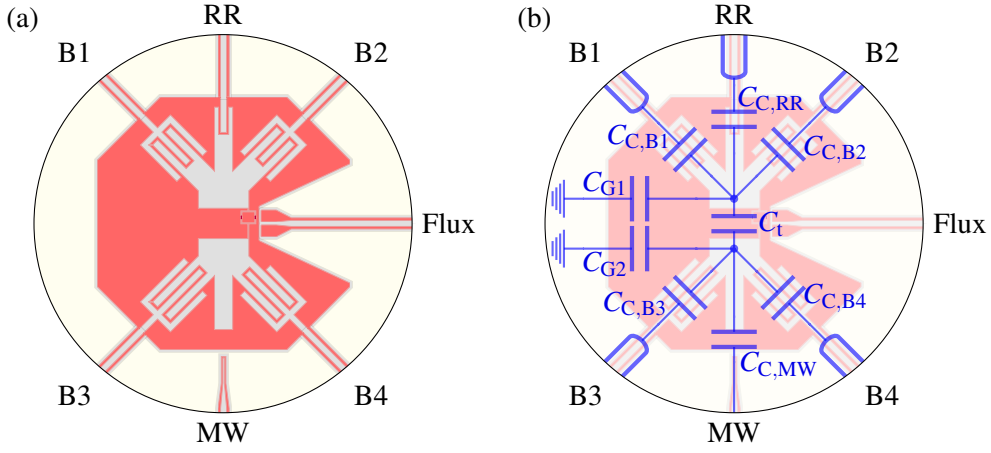 (a)
RR
B1
B2
Flux
B3
B4
MW
(b)
RR
B1
B2
C_C,RR
C_C,B1
C_C,B2
C_G1
C_t
Flux
C_G2
C_C,B3
C_C,B4
C_C,MW
B3
B4
MW